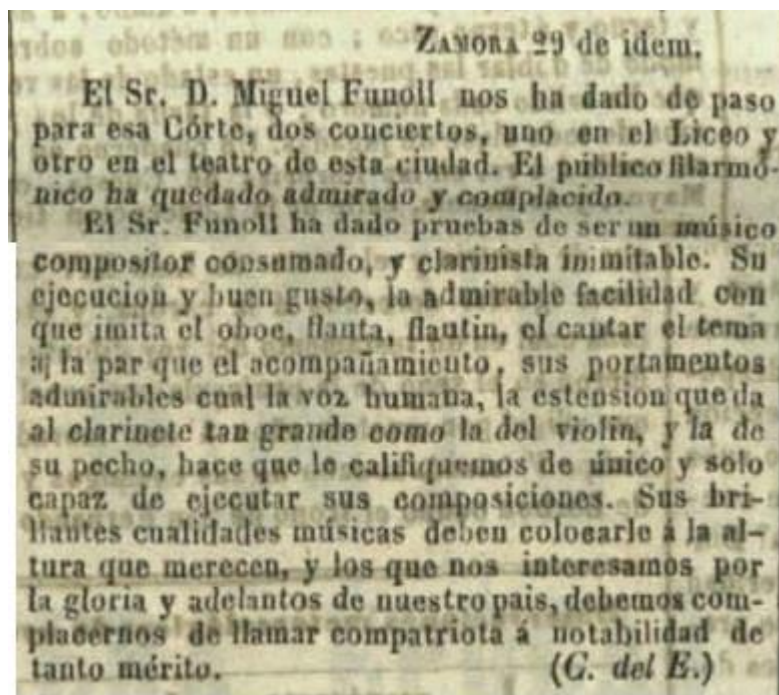 ZAMORA 29 de idem.
El Sr. D. Miguel Funoll nos ha dado de paso
para esa Córte, dos conciertos, uno en el Liceo y
otro en el teatro de esta ciudad. El público filarmó-
nico ha quedado admirado y complacido.
El Sr. Funoll ha dado pruebas de ser un músico
compositor consumado, y clarinista inimitable. Su
ejecucion y buen gusto, la admirable facilidad con
que imita el oboe, flauta, flautin, el cantar el tema
a la par que el acompañamiento, sus portamentos
admirables cual la voz humana, la estension que da
al clarinete tan grande como la del violin, y la de
su pecho, hace que le califiquemos de único y solo
capaz de ejecutar sus composiciones. Sus bri-
llantes cualidades músicas deben colocarle á la al-
tura que merecen, y los que nos interesamos por
la gloria y adelantos de nuestro pais, debemos com-
placernos de llamar compatriota á notabilidad de
tanto mérito. (C. del E.)